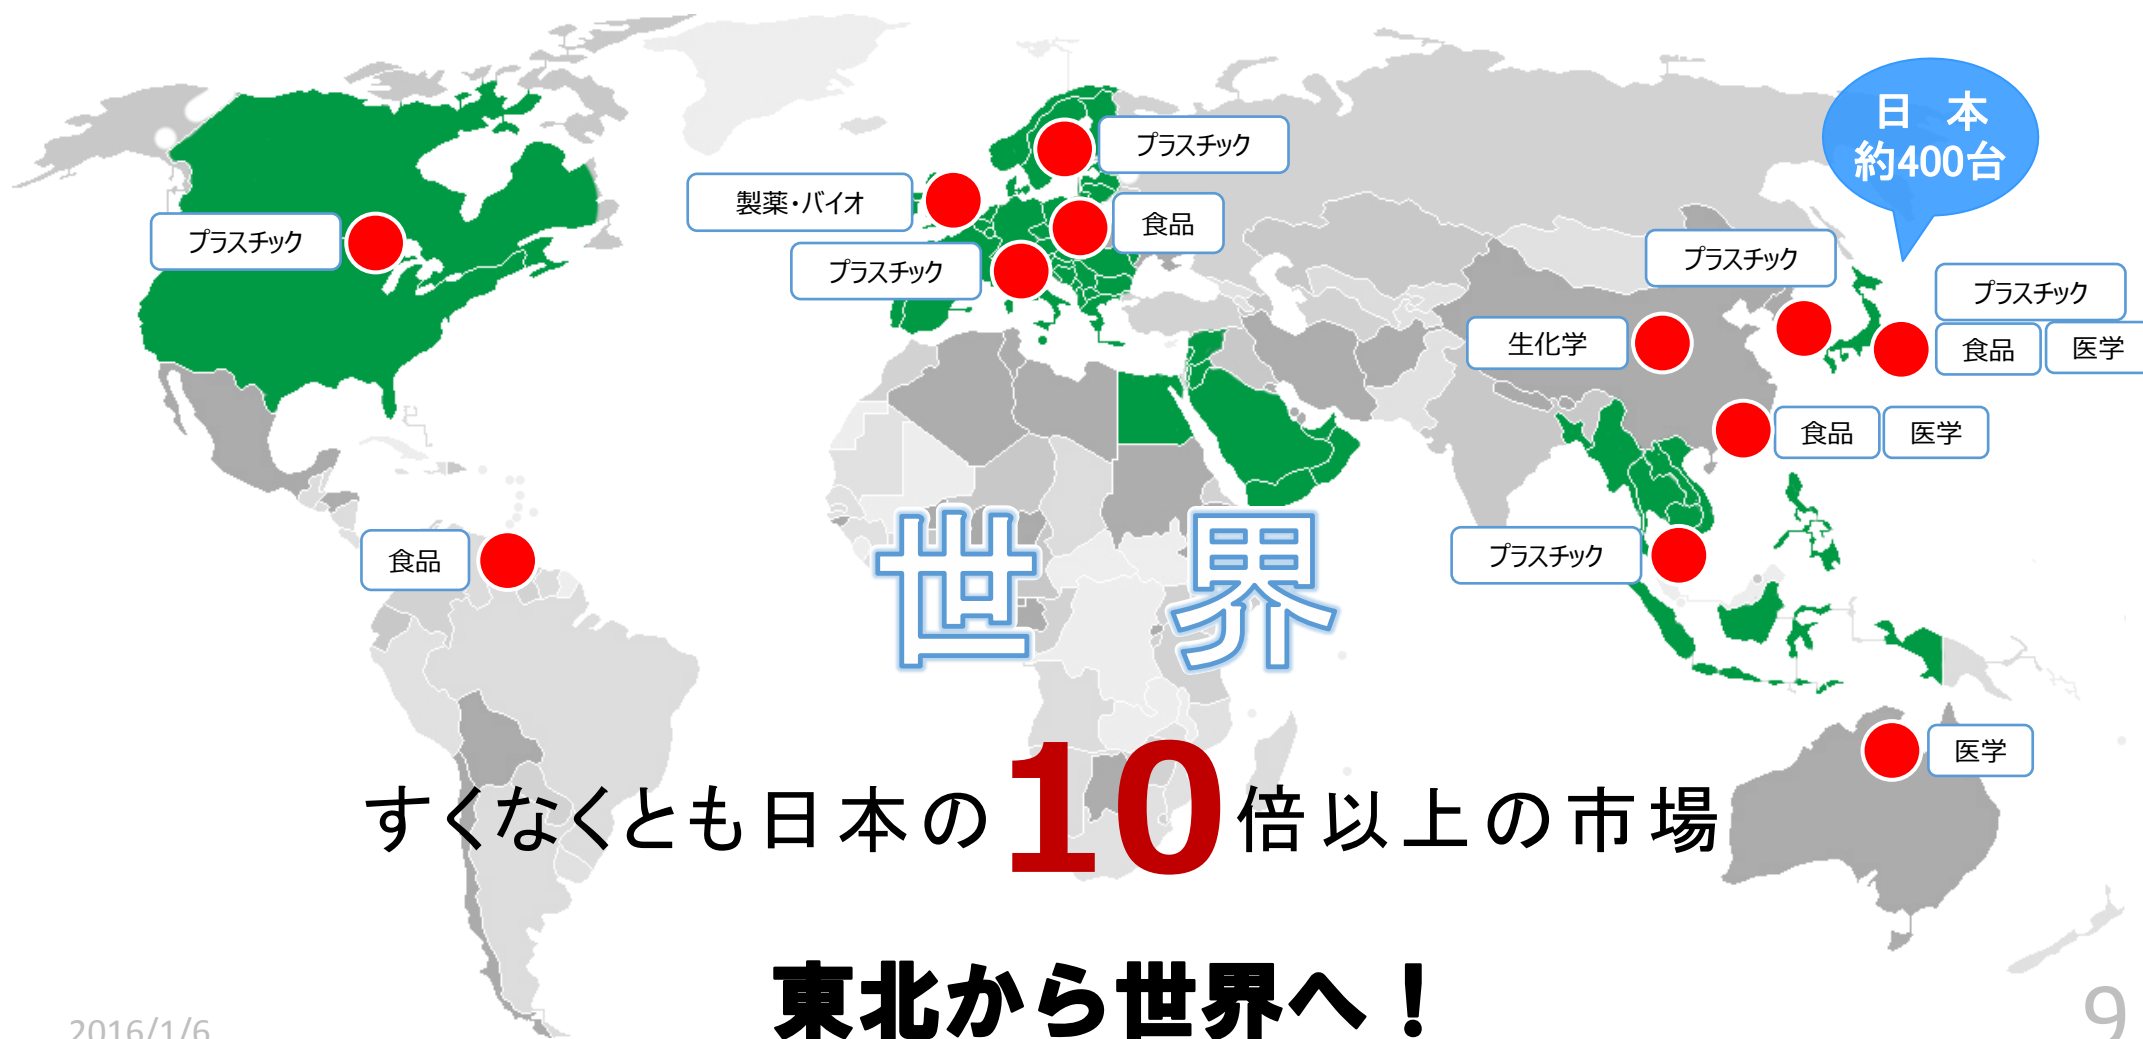 日　本
約400台
プラスチック
製薬・バイオ
食品
プラスチック
プラスチック
プラスチック
プラスチック
食品
医学
生化学
食品
医学
食品
プラスチック
世　界
医学
すくなくとも日本の10倍以上の市場
東北から世界へ！
2016/1/6
9